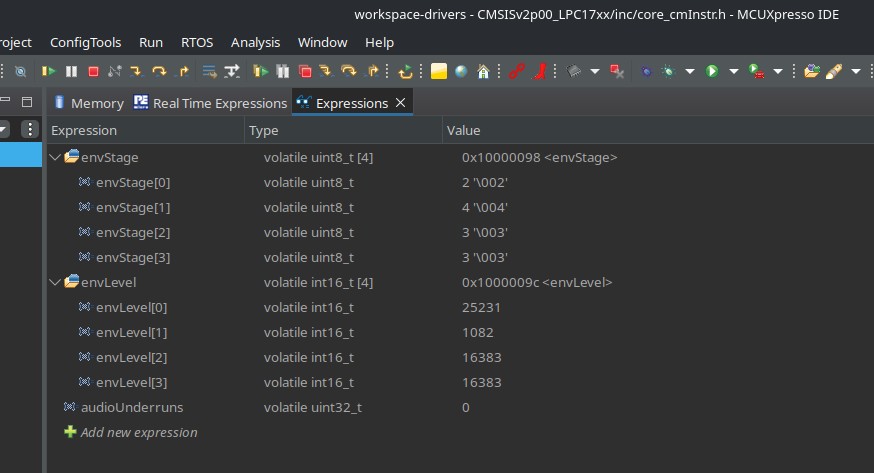 workspace-drivers - CMSISv2p00_LPC17xx/inc/core_cmInstr.h - MCUXpresso IDE
roject ConfigTools Run RTOS Analysis Window Help
Memory Real Time Expressions Expressions
Expression Type Value
envStage volatile uint8_t [4] 0x10000098 <envStage>
envStage[0] volatile uint8_t 2 '\002'
envStage[1] volatile uint8_t 4 '\004'
envStage[2] volatile uint8_t 3 '\003'
envStage[3] volatile uint8_t 3 '\003'
envLevel volatile int16_t [4] 0x1000009c <envLevel>
envLevel[0] volatile int16_t 25231
envLevel[1] volatile int16_t 1082
envLevel[2] volatile int16_t 16383
envLevel[3] volatile int16_t 16383
audioUnderruns volatile uint32_t 0
Add new expression